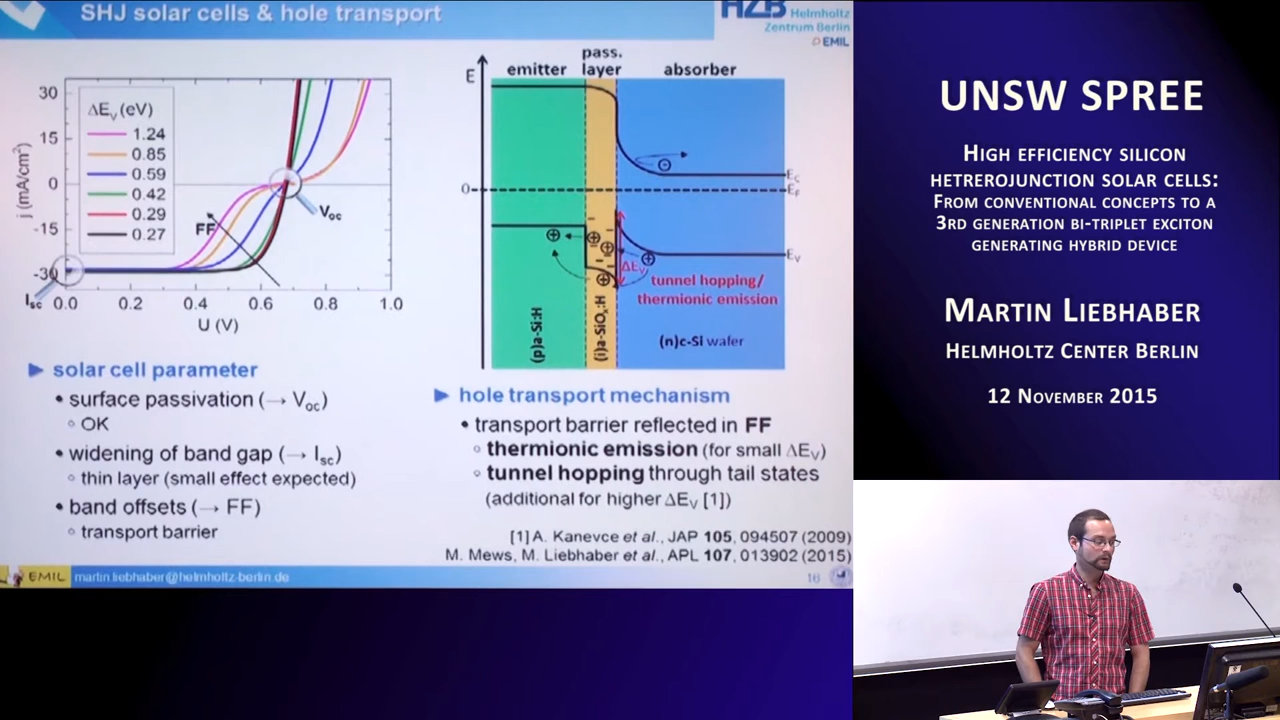 SHJ solar cells & hole transport
HZB Helmholtz
Zentrum Berlin
EMIL
30
15
0
-15
-30
j (mA/cm²)
ΔEV (eV)
1.24
0.85
0.59
0.42
0.29
0.27
FF
Voc
Isc
0.0 0.2 0.4 0.6 0.8 1.0
U (V)
E
0
emitter
pass.
layer
absorber
EC
EF
EV
ΔEV
tunnel hopping/
thermionic emission
(p)a-Si:H
(i)a-SiOx:H
(n)c-Si wafer
solar cell parameter
• surface passivation (→ Voc)
◦ OK
• widening of band gap (→ Isc)
◦ thin layer (small effect expected)
• band offsets (→ FF)
◦ transport barrier
hole transport mechanism
• transport barrier reflected in FF
◦ thermionic emission (for small ΔEV)
◦ tunnel hopping through tail states
(additional for higher ΔEV [1])
[1] A. Kanevce et al., JAP 105, 094507 (2009)
M. Mews, M. Liebhaber et al., APL 107, 013902 (2015)
EMIL martin.liebhaber@helmholtz-berlin.de 16
UNSW SPREE
High efficiency silicon
hetrerojunction solar cells:
From conventional concepts to a
3rd generation bi-triplet exciton
generating hybrid device
Martin Liebhaber
Helmholtz Center Berlin
12 November 2015